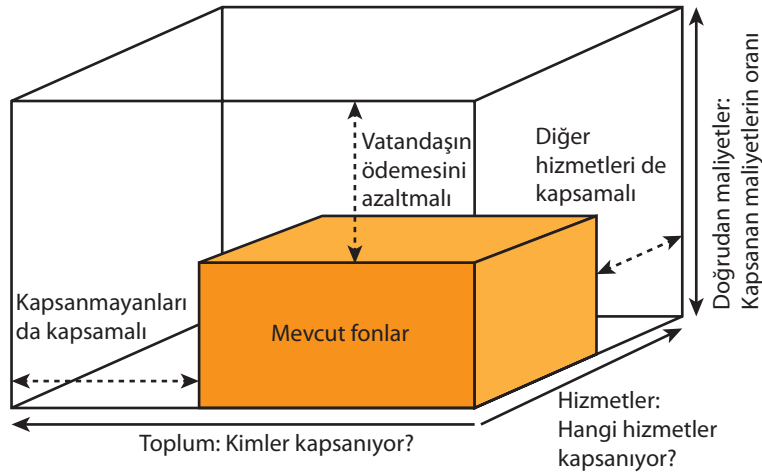 Vatandaşın
ödemesini
azaltmalı
Diğer
hizmetleri de
kapsamalı
Doğrudan maliyetler:
Kapsanan maliyetlerin oranı
Kapsanmayanları
da kapsamalı
Mevcut fonlar
Toplum: Kimler kapsanıyor?
Hizmetler:
Hangi hizmetler
kapsanıyor?